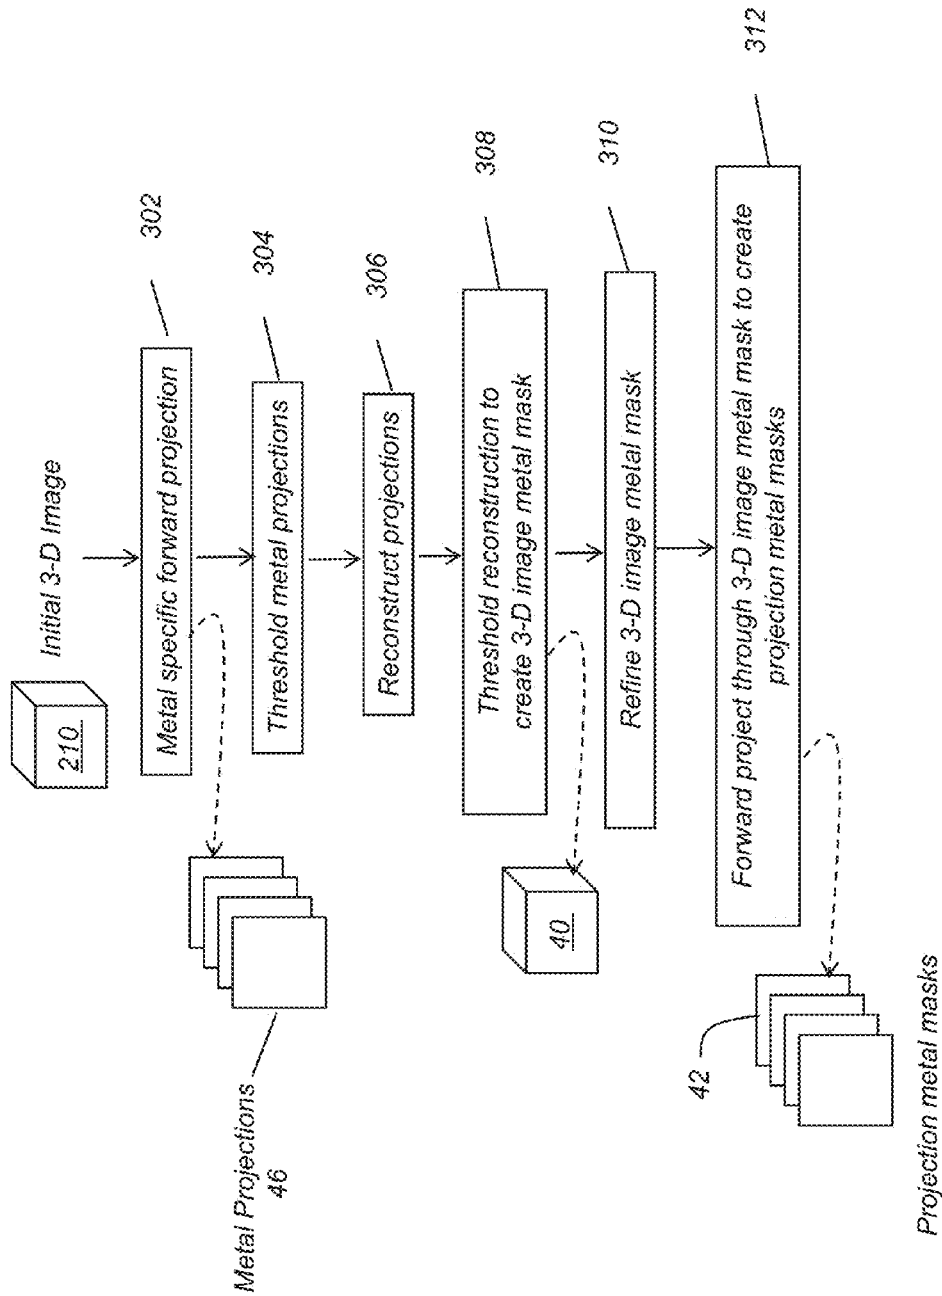 Initial 3-D Image
210
Metal specific forward projection
302
Threshold metal projections
304
Metal Projections
46
Reconstruct projections
306
Threshold reconstruction to
create 3-D image metal mask
308
40
Refine 3-D image metal mask
310
Forward project through 3-D image metal mask to create
projection metal masks
312
42
Projection metal masks